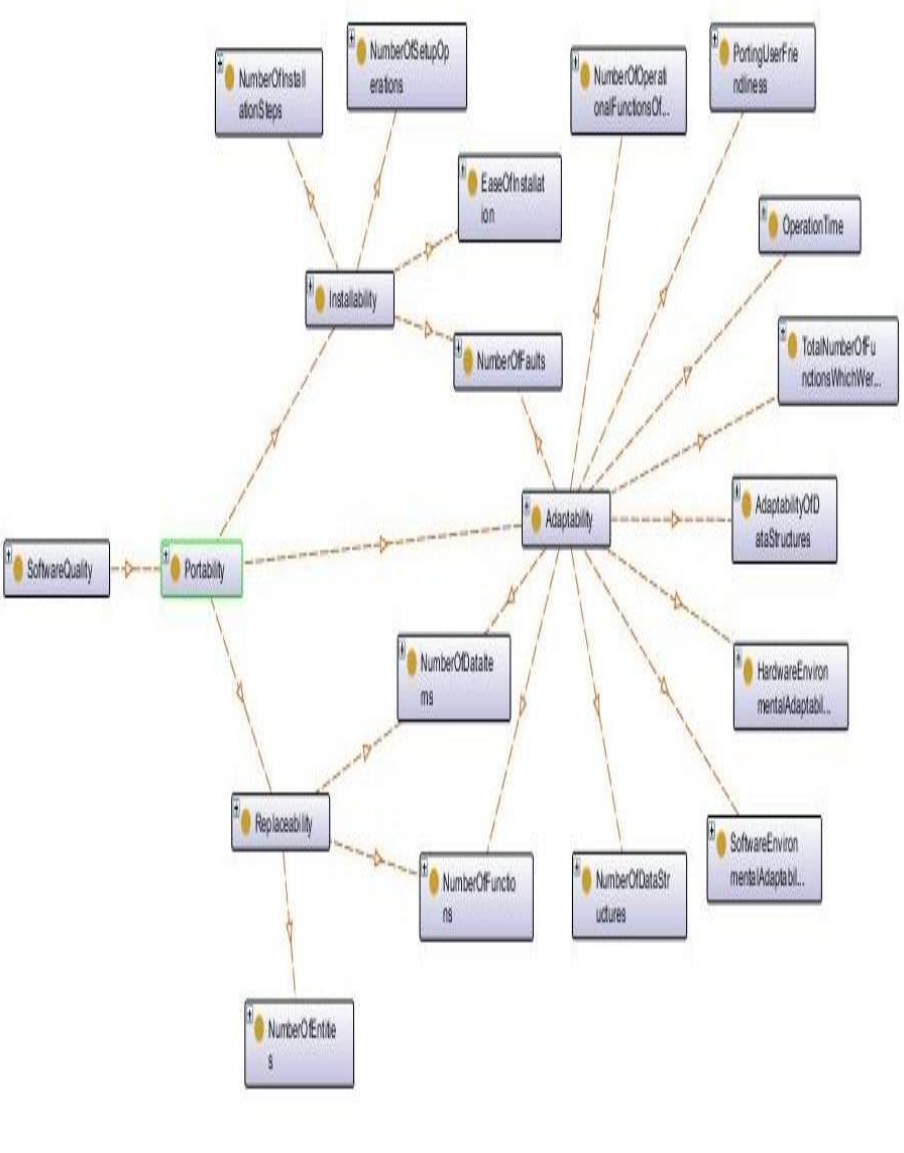 NumberOfInstall
ationSteps
NumberOfSetupOp
erations
NumberOfOperati
onalFunctionsOf...
PortingUserFrie
ndliness
EaseOfInstallat
ion
OperationTime
Installability
NumberOfFaults
TotalNumberOfFu
nctionsWhichWer...
Adaptability
AdaptabilityOfD
ataStructures
SoftwareQuality
Portability
NumberOfDataIte
ms
HardwareEnviron
mentalAdaptabil...
Replaceability
NumberOfFunctio
ns
NumberOfDataStr
uctures
SoftwareEnviron
mentalAdaptabil...
NumberOfEntitie
s